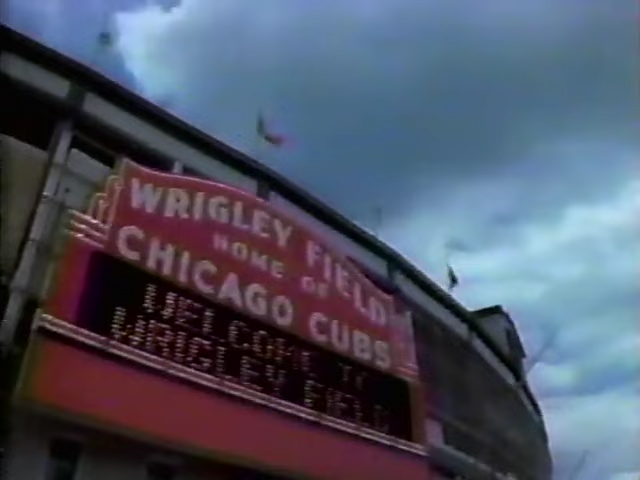 WRIGLEY FIELD
HOME OF
CHICAGO CUBS
WELCOME TO
WRIGLEY FIELD